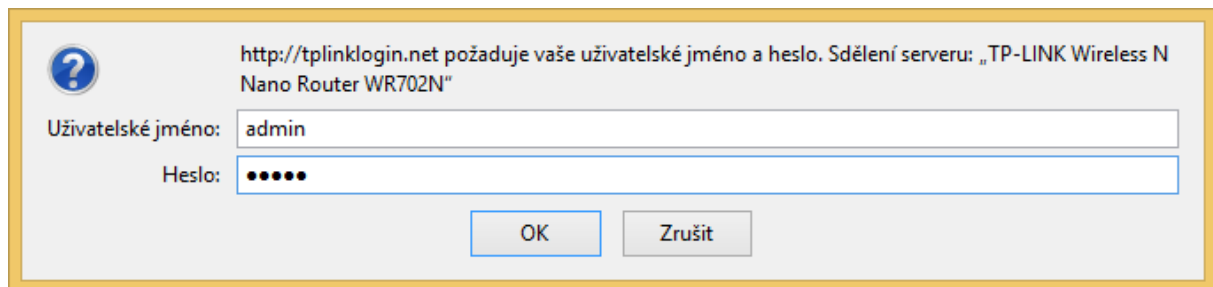 http://tplinklogin.net požaduje vaše uživatelské jméno a heslo. Sdělení serveru: „TP-LINK Wireless N
Nano Router WR702N“
Uživatelské jméno: admin
Heslo: •••••
OK Zrušit